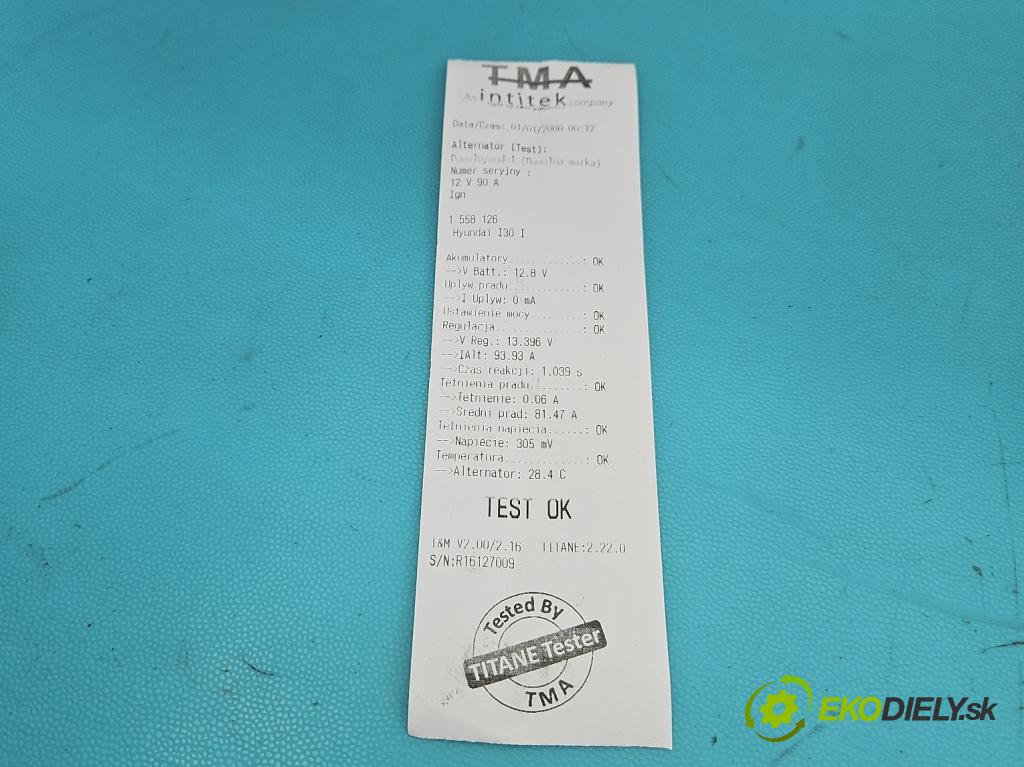 TMA
An intitek company
Data/Czas: 01/01/2000 00:12
Alternator (Test):
(Dowolna marka)
Numer seryjny :
12 V 90 A
Ign
1 558 126
Hyundai I30 I
Akumulatory............: OK
-->V Batt.: 12.8 V
Uplyw pradu............: OK
-->I Uplyw: 0 mA
Ustawienie mocy........: OK
Regulacja..............: OK
-->V Reg.: 13.396 V
-->IAlt: 93.93 A
-->Czas reakcji: 1.039 s
Tetnienia pradu........: OK
-->Tetnienie: 0.06 A
-->Sredni prad: 81.47 A
Tetnienia napiecia.....: OK
-->Napiecie: 305 mV
Temperatura............: OK
-->Alternator: 28.4 C
TEST OK
T&M V2.00/2.16 TITANE:2.22.0
S/N:R16127009
Tested By
TITANE Tester
TMA
EKODIELY.sk